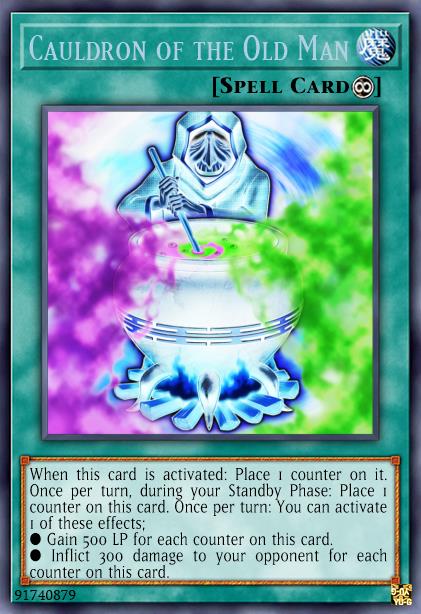 Cauldron of the Old Man 魔
[Spell Card]
When this card is activated: Place 1 counter on it.
Once per turn, during your Standby Phase: Place 1
counter on this card. Once per turn: You can activate
1 of these effects;
● Gain 500 LP for each counter on this card.
● Inflict 300 damage to your opponent for each
counter on this card.
91740879